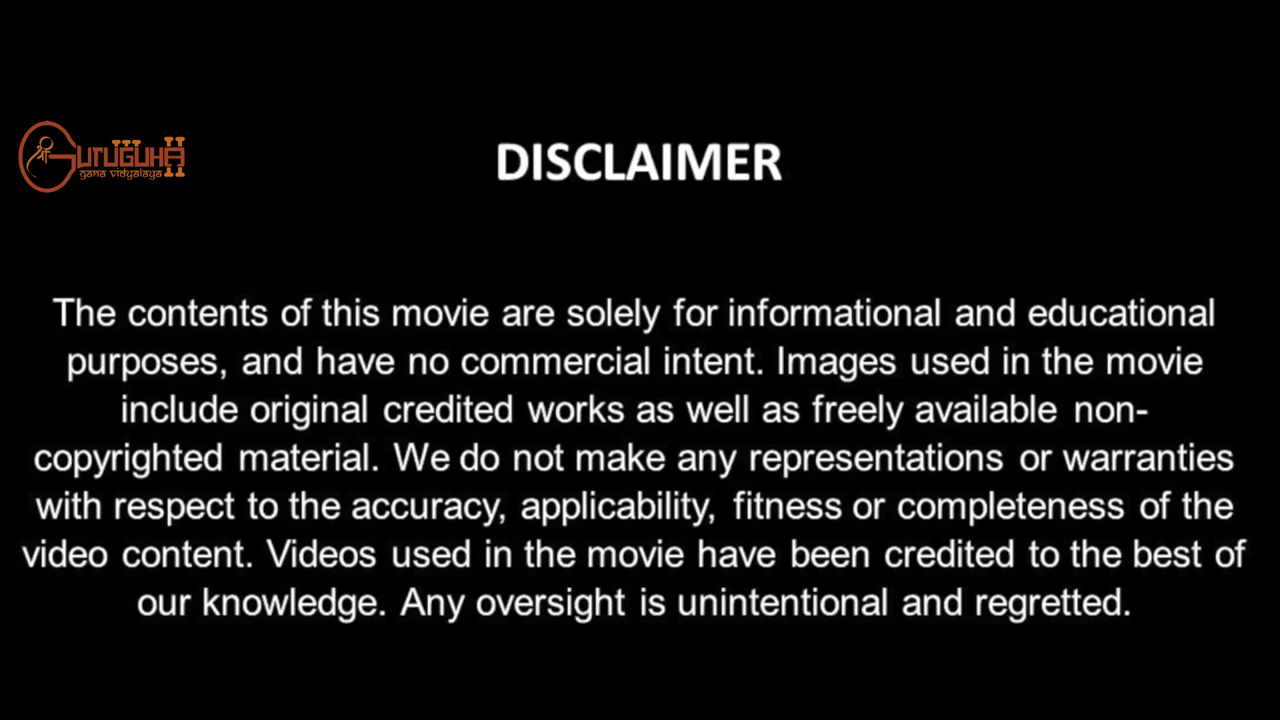 GURUGUHA
gana vidyalaya
DISCLAIMER
The contents of this movie are solely for informational and educational
purposes, and have no commercial intent. Images used in the movie
include original credited works as well as freely available non-
copyrighted material. We do not make any representations or warranties
with respect to the accuracy, applicability, fitness or completeness of the
video content. Videos used in the movie have been credited to the best of
our knowledge. Any oversight is unintentional and regretted.